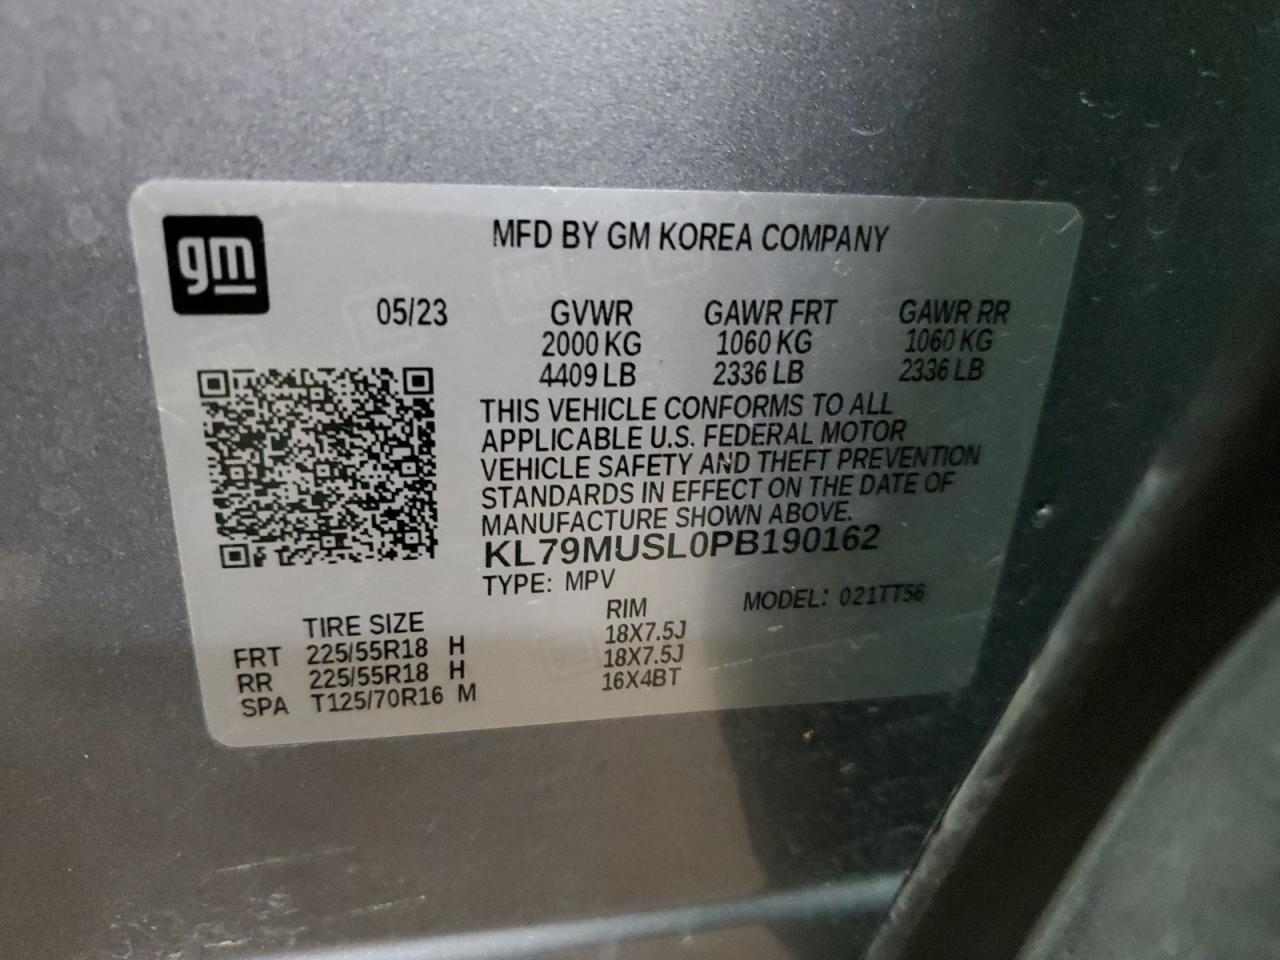 gm
MFD BY GM KOREA COMPANY
05/23 GVWR GAWR FRT GAWR RR
2000 KG 1060 KG 1060 KG
4409 LB 2336 LB 2336 LB
THIS VEHICLE CONFORMS TO ALL
APPLICABLE U.S. FEDERAL MOTOR
VEHICLE SAFETY AND THEFT PREVENTION
STANDARDS IN EFFECT ON THE DATE OF
MANUFACTURE SHOWN ABOVE.
KL79MUSL0PB190162
TYPE: MPV MODEL: 021TT56
TIRE SIZE RIM
FRT 225/55R18 H 18X7.5J
RR 225/55R18 H 18X7.5J
SPA T125/70R16 M 16X4BT